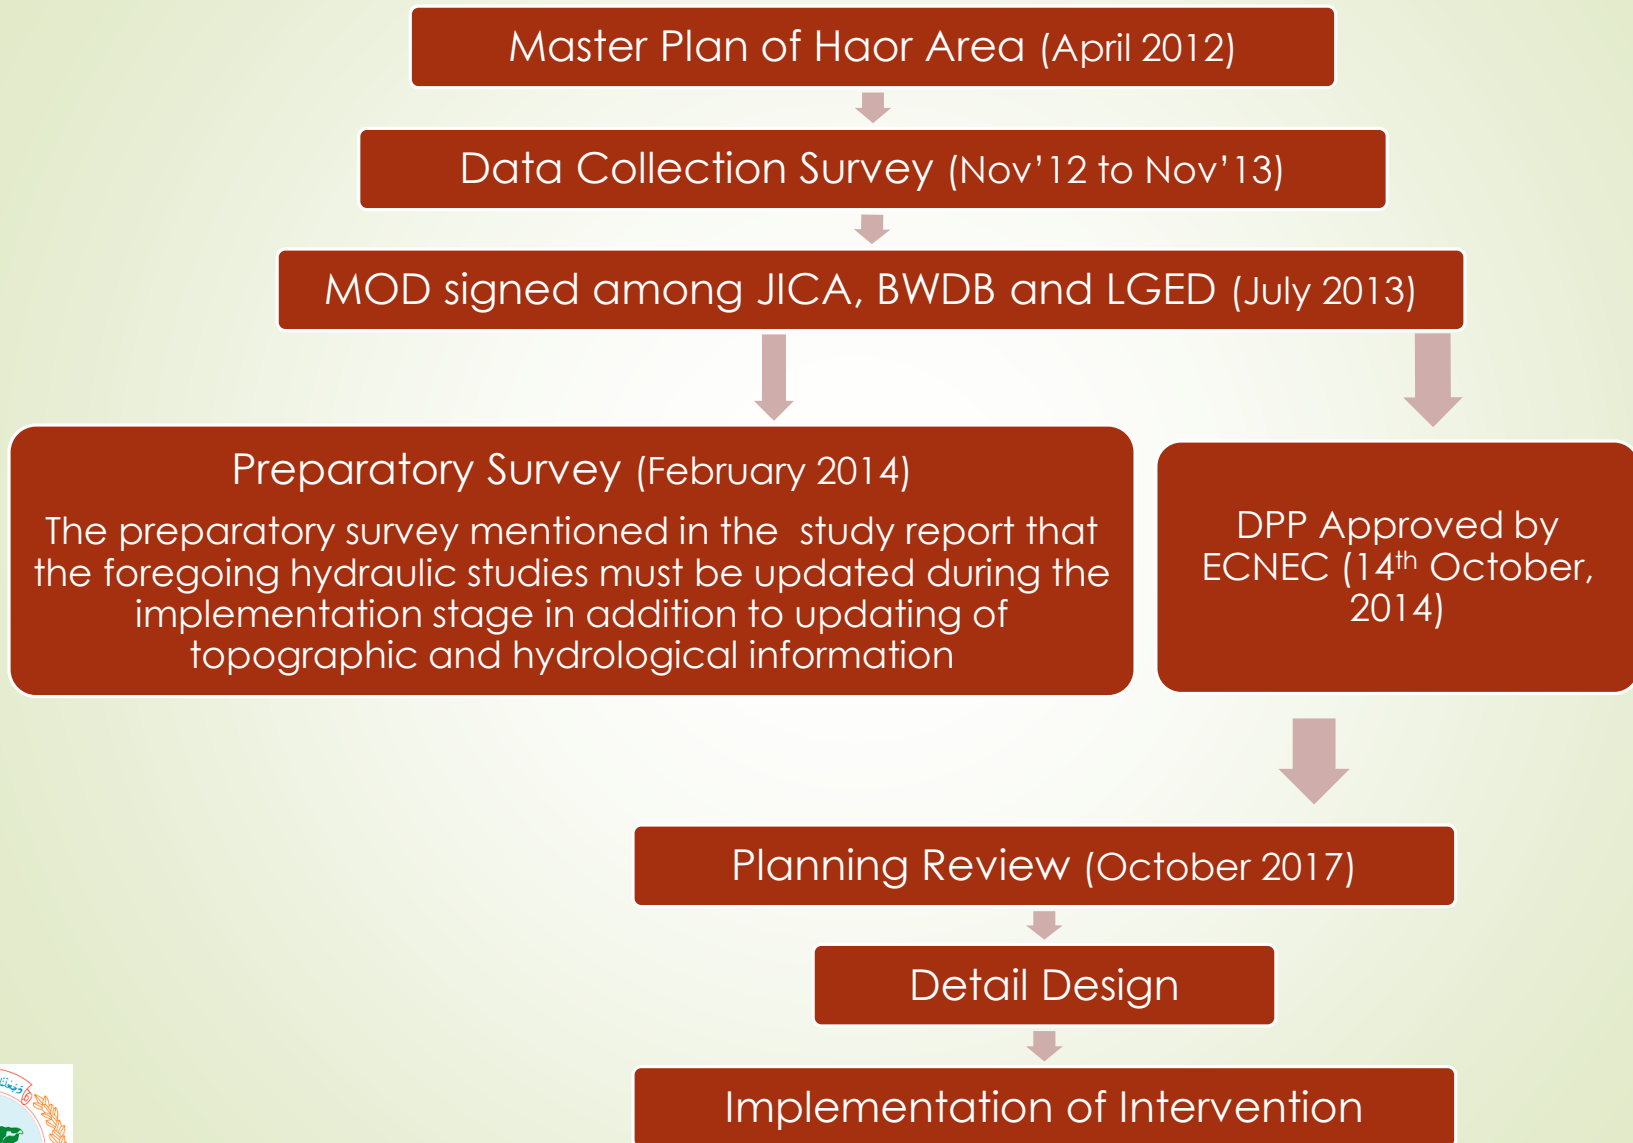 Master Plan of Haor Area (April 2012)
Data Collection Survey (Nov’12 to Nov’13)
MOD signed among JICA, BWDB and LGED (July 2013)
Preparatory Survey (February 2014)
The preparatory survey mentioned in the study report that
the foregoing hydraulic studies must be updated during the
implementation stage in addition to updating of
topographic and hydrological information
DPP Approved by
ECNEC (14th October,
2014)
Planning Review (October 2017)
Detail Design
Implementation of Intervention